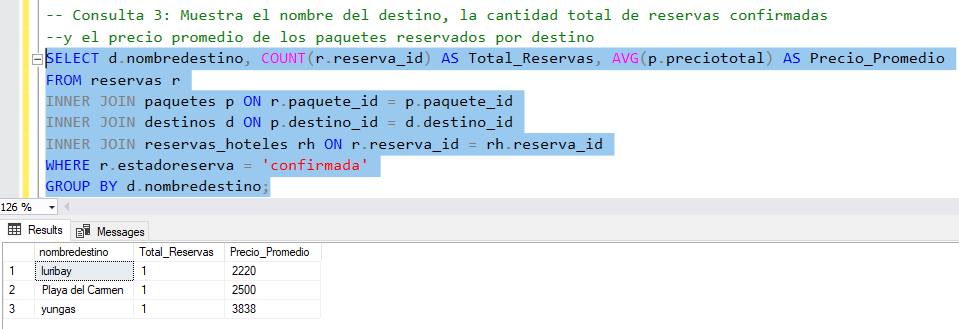 -- Consulta 3: Muestra el nombre del destino, la cantidad total de reservas confirmadas
--y el precio promedio de los paquetes reservados por destino
SELECT d.nombredestino, COUNT(r.reserva_id) AS Total_Reservas, AVG(p.preciototal) AS Precio_Promedio
FROM reservas r
INNER JOIN paquetes p ON r.paquete_id = p.paquete_id
INNER JOIN destinos d ON p.destino_id = d.destino_id
INNER JOIN reservas_hoteles rh ON r.reserva_id = rh.reserva_id
WHERE r.estadoreserva = 'confirmada'
GROUP BY d.nombredestino;
126 %
Results Messages
nombredestino Total_Reservas Precio_Promedio
1 luribay 1 2220
2 Playa del Carmen 1 2500
3 yungas 1 3838